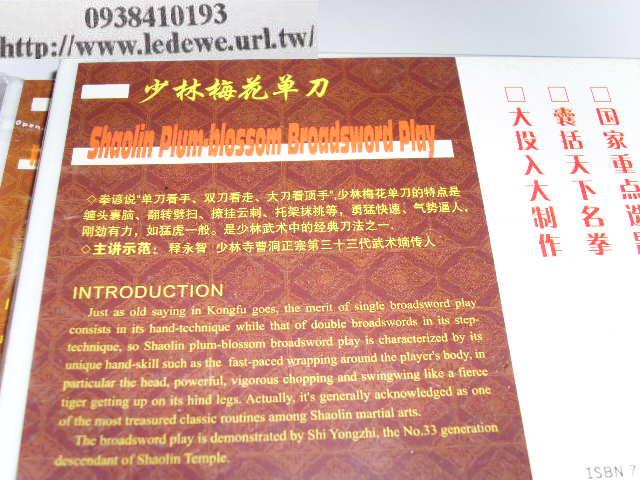 0938410193
http://www.ledewe.url.tw/
Open
少林梅花单刀
Shaolin Plum-blossom Broadsword Play
◇拳谚说"单刀看手、双刀看走、大刀看顶手",少林梅花单刀的特点是
缠头裹脑、翻转劈扫、撩挂云刺、托架抹挑等，勇猛快速、气势逼人，
刚劲有力，如猛虎一般。是少林武术中的经典刀法之一。
◇主讲示范： 释永智 少林寺曹洞正宗第三十三代武术嫡传人
INTRODUCTION
Just as old saying in Kongfu goes, the merit of single broadsword play
consists in its hand-technique while that of double broadswords in its step-
technique, so Shaolin plum-blossom broadsword play is characterized by its
unique hand-skill such as the fast-paced wrapping around the player's body, in
particular the head, powerful, vigorous chopping and swingwing like a fierce
tiger getting up on its hind legs. Actually, it's generally acknowledged as one
of the most treasured classic routines among Shaolin martial arts.
The broadsword play is demonstrated by Shi Yongzhi, the No.33 generation
descendant of Shaolin Temple.
□国家重点
□囊括天下名拳
□大投入大制作
ISBN 7